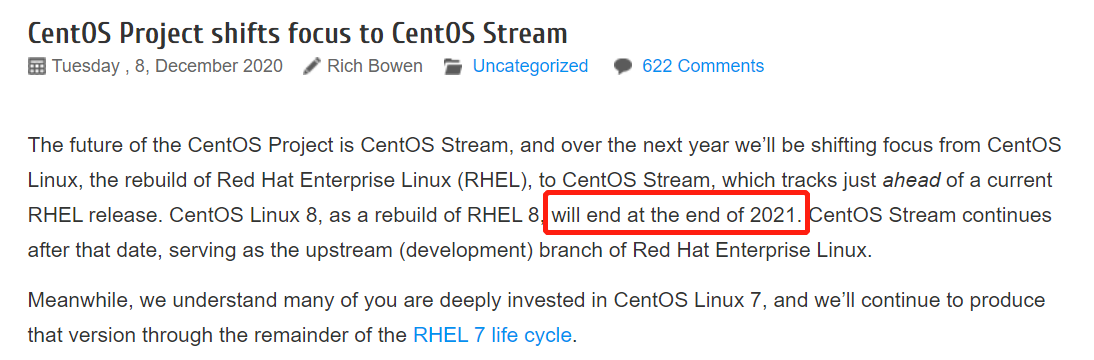 CentOS Project shifts focus to CentOS Stream
Tuesday , 8, December 2020 Rich Bowen Uncategorized 622 Comments
The future of the CentOS Project is CentOS Stream, and over the next year we’ll be shifting focus from CentOS
Linux, the rebuild of Red Hat Enterprise Linux (RHEL), to CentOS Stream, which tracks just ahead of a current
RHEL release. CentOS Linux 8, as a rebuild of RHEL 8, will end at the end of 2021. CentOS Stream continues
after that date, serving as the upstream (development) branch of Red Hat Enterprise Linux.
Meanwhile, we understand many of you are deeply invested in CentOS Linux 7, and we’ll continue to produce
that version through the remainder of the RHEL 7 life cycle.